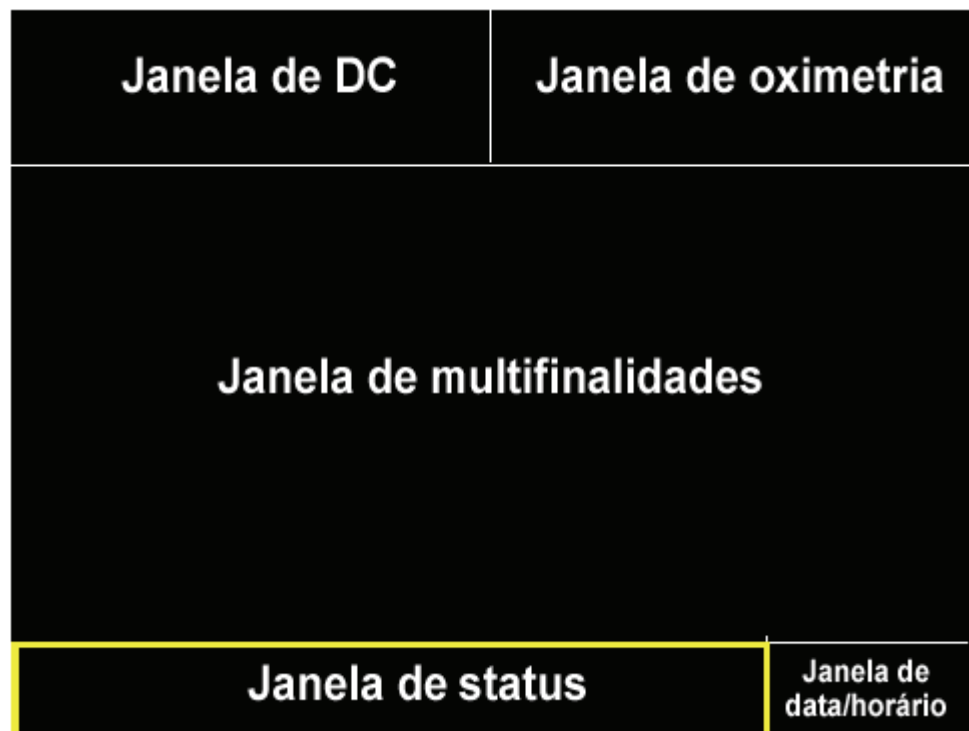 Janela de DC
Janela de oximetria
Janela de multifinalidades
Janela de status
Janela de
data/horário